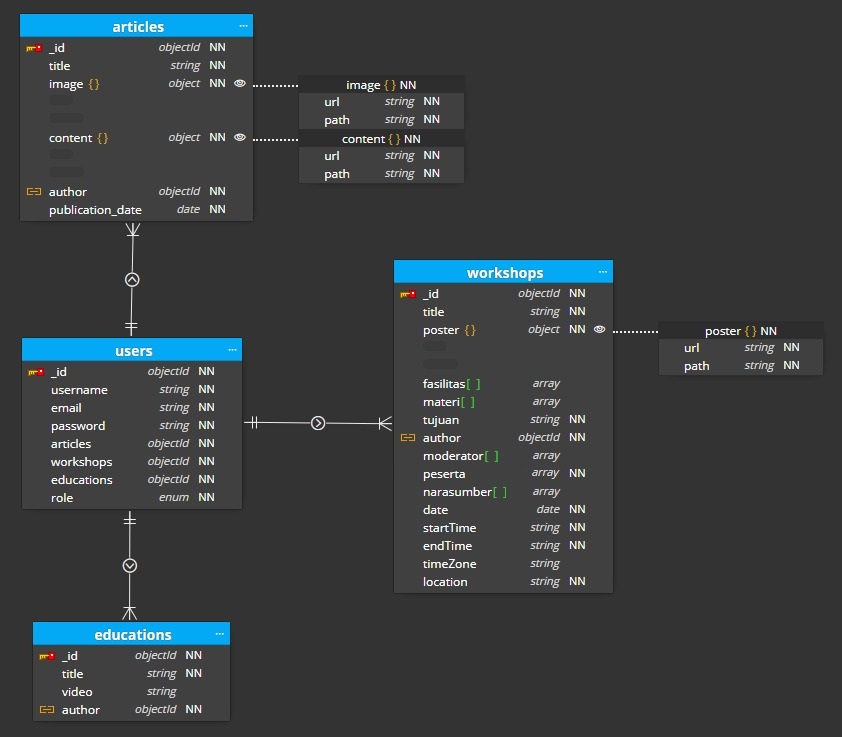 articles ...
_id objectId NN
title string NN
image {} object NN
content {} object NN
author objectId NN
publication_date date NN
image {} NN
url string NN
path string NN
content {} NN
url string NN
path string NN
users ...
_id objectId NN
username string NN
email string NN
password string NN
articles objectId NN
workshops objectId NN
educations objectId NN
role enum NN
workshops ...
_id objectId NN
title string NN
poster {} object NN
fasilitas[ ] array
materi[ ] array
tujuan string NN
author objectId NN
moderator[ ] array
peserta array NN
narasumber[ ] array
date date NN
startTime string NN
endTime string NN
timeZone string
location string NN
poster {} NN
url string NN
path string NN
educations ...
_id objectId NN
title string NN
video string
author objectId NN